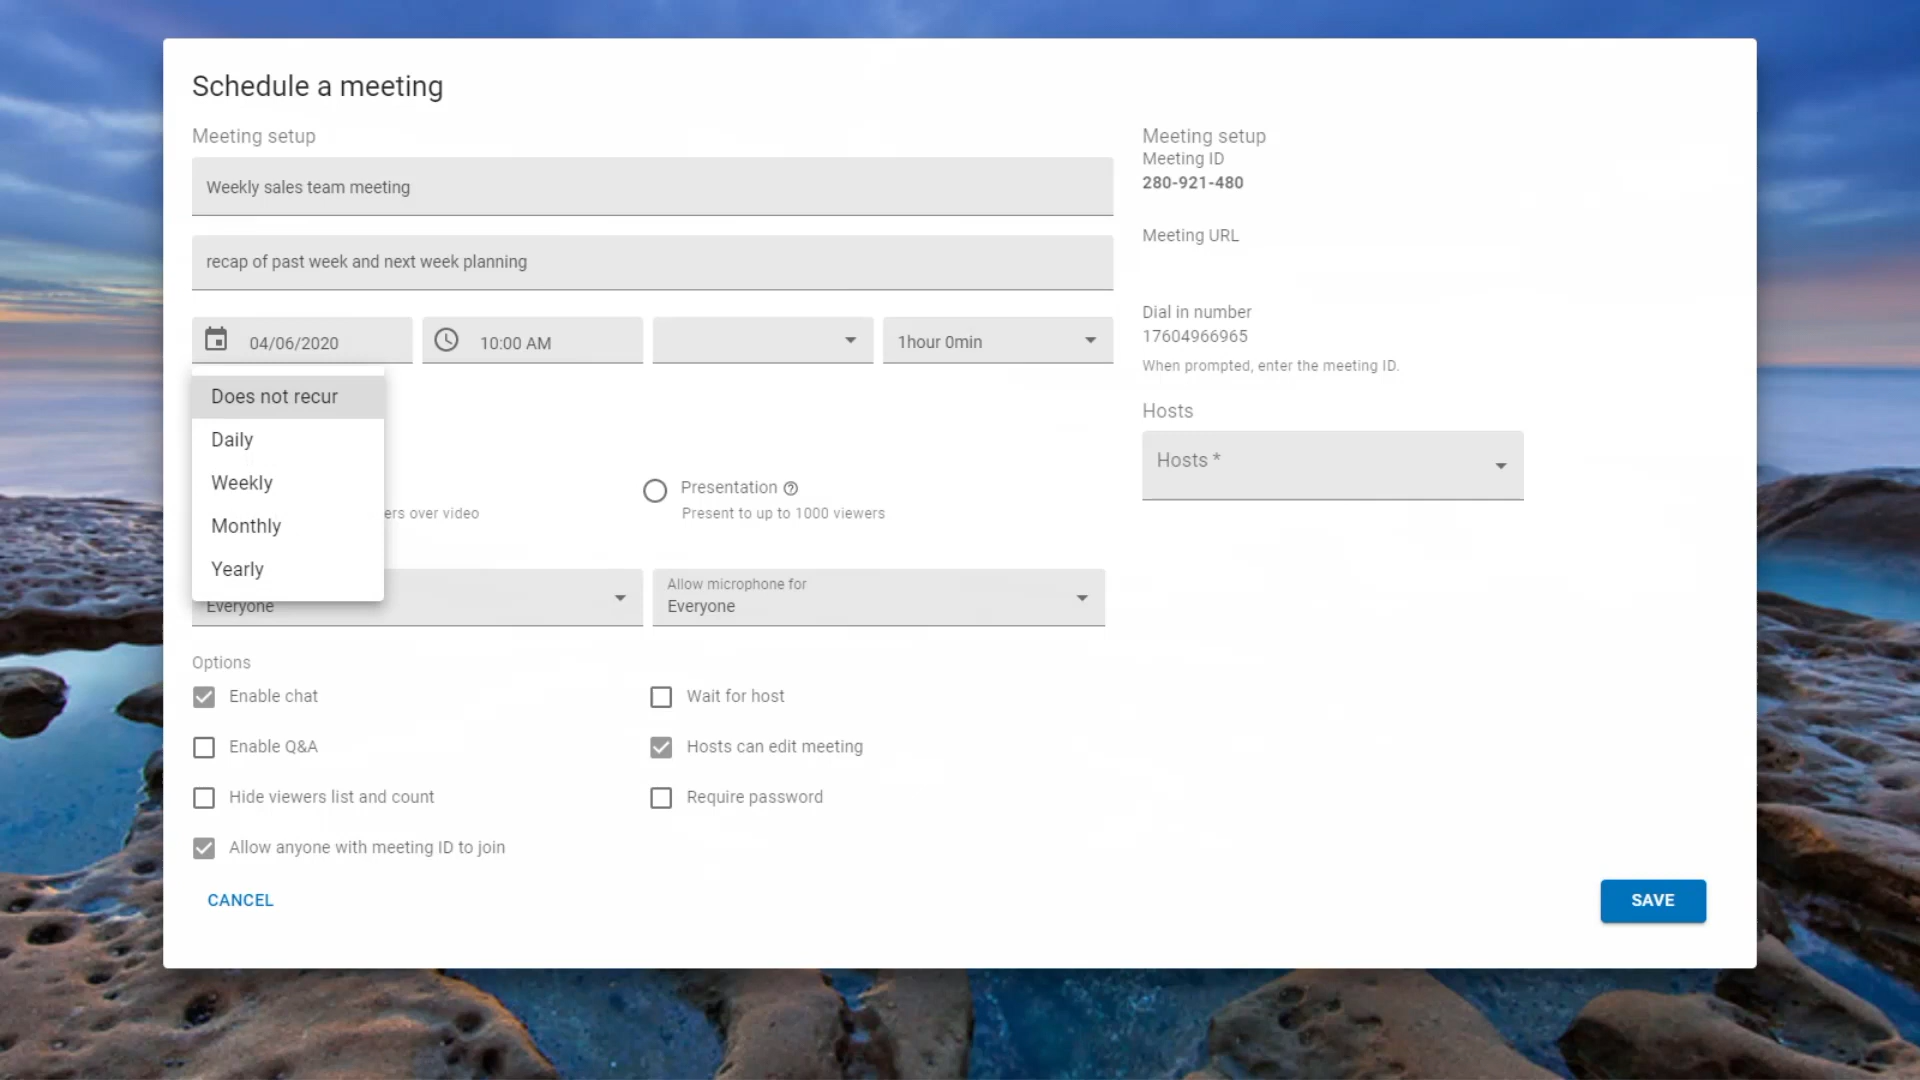 Schedule a meeting
Meeting setup
Weekly sales team meeting
recap of past week and next week planning
04/06/2020
10:00 AM
1hour 0min
Does not recur
Daily
Weekly
Monthly
Yearly
ers over video
Presentation
Present to up to 1000 viewers
Everyone
Allow microphone for
Everyone
Options
Enable chat
Wait for host
Enable Q&A
Hosts can edit meeting
Hide viewers list and count
Require password
Allow anyone with meeting ID to join
CANCEL
Meeting setup
Meeting ID
280-921-480
Meeting URL
Dial in number
17604966965
When prompted, enter the meeting ID.
Hosts
Hosts *
SAVE